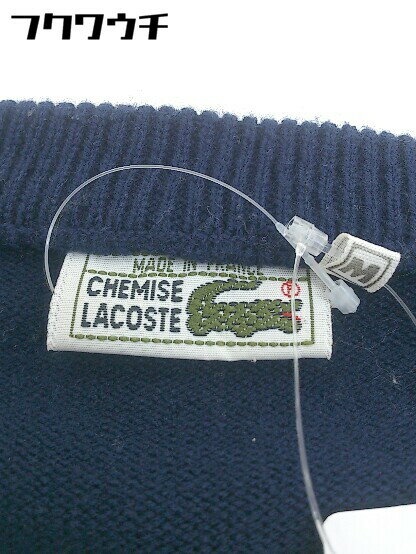 フクワウチ
MADE IN FRANCE
CHEMISE
LACOSTE
R
M